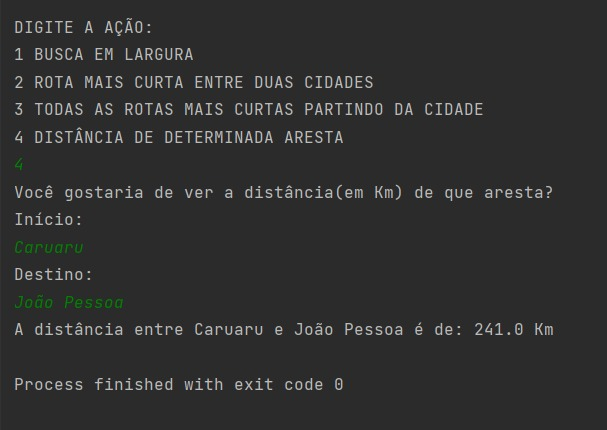 DIGITE A AÇÃO:
1 BUSCA EM LARGURA
2 ROTA MAIS CURTA ENTRE DUAS CIDADES
3 TODAS AS ROTAS MAIS CURTAS PARTINDO DA CIDADE
4 DISTÂNCIA DE DETERMINADA ARESTA
4
Você gostaria de ver a distância(em Km) de que aresta?
Início:
Caruaru
Destino:
João Pessoa
A distância entre Caruaru e João Pessoa é de: 241.0 Km
Process finished with exit code 0